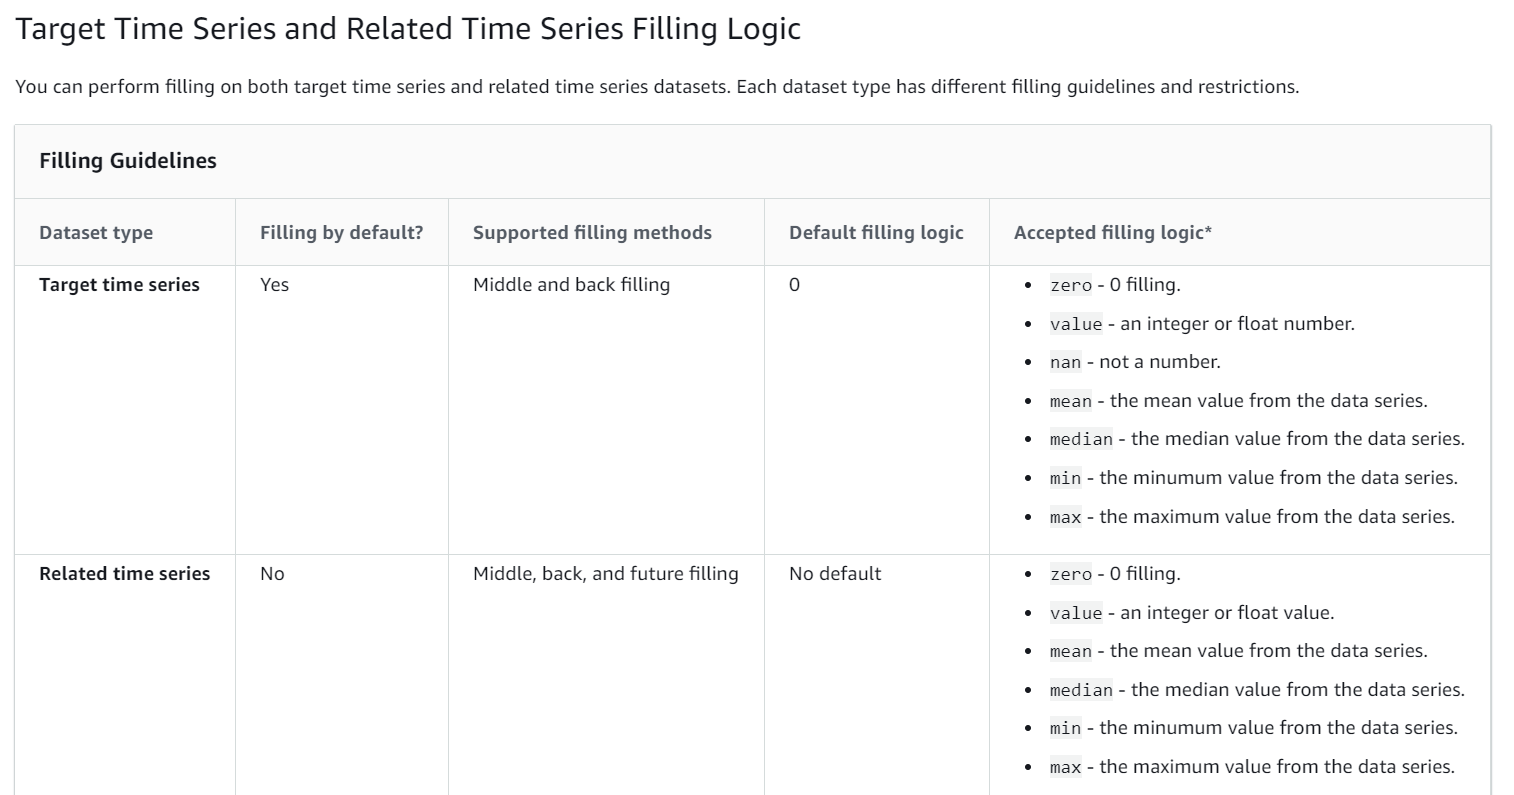 Target Time Series and Related Time Series Filling Logic
You can perform filling on both target time series and related time series datasets. Each dataset type has different filling guidelines and restrictions.
Filling Guidelines
Dataset type Filling by default? Supported filling methods Default filling logic Accepted filling logic*
Target time series Yes Middle and back filling 0 • zero - 0 filling.
• value - an integer or float number.
• nan - not a number.
• mean - the mean value from the data series.
• median - the median value from the data series.
• min - the minumum value from the data series.
• max - the maximum value from the data series.
Related time series No Middle, back, and future filling No default • zero - 0 filling.
• value - an integer or float value.
• mean - the mean value from the data series.
• median - the median value from the data series.
• min - the minumum value from the data series.
• max - the maximum value from the data series.